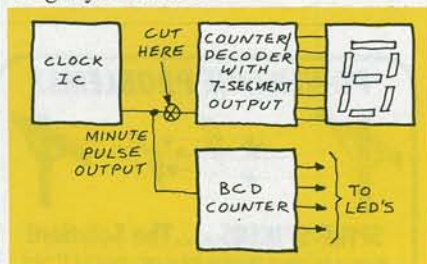 CLOCK
IC
CUT
HERE
COUNTER/
DECODER
WITH
7-SEGMENT
OUTPUT
MINUTE
PULSE
OUTPUT
BCD
COUNTER
TO
LED'S